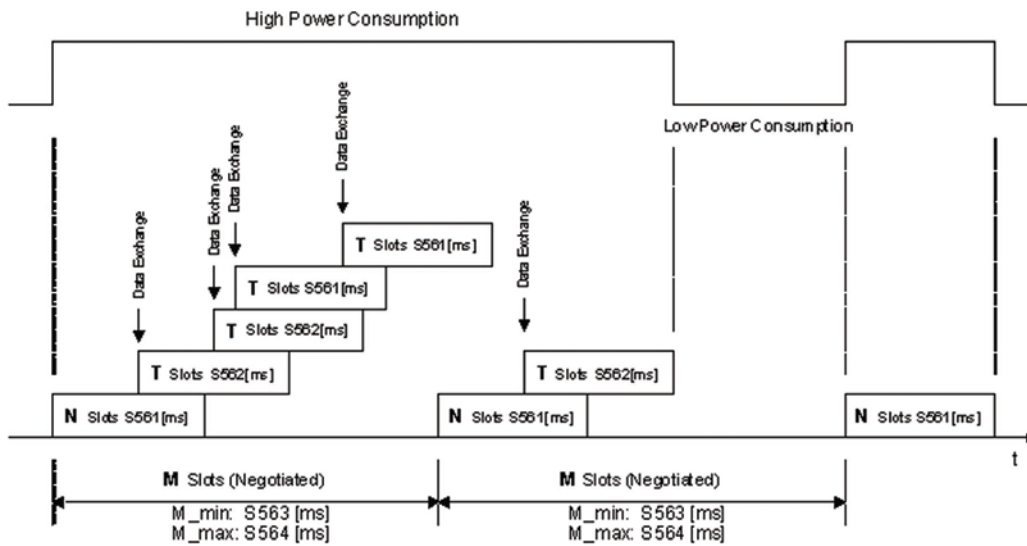 High Power Consumption
Low Power Consumption
Data Exchange
Data Exchange
Data Exchange
Data Exchange
Data Exchange
T Slots S561[ms]
T Slots S561[ms]
T Slots S562[ms]
T Slots S562[ms]
T Slots S562[ms]
N Slots S561[ms]
N Slots S561[ms]
N Slots S561[ms]
t
M Slots (Negotiated)
M_min: S563 [ms]
M_max: S564 [ms]
M Slots (Negotiated)
M_min: S563 [ms]
M_max: S564 [ms]